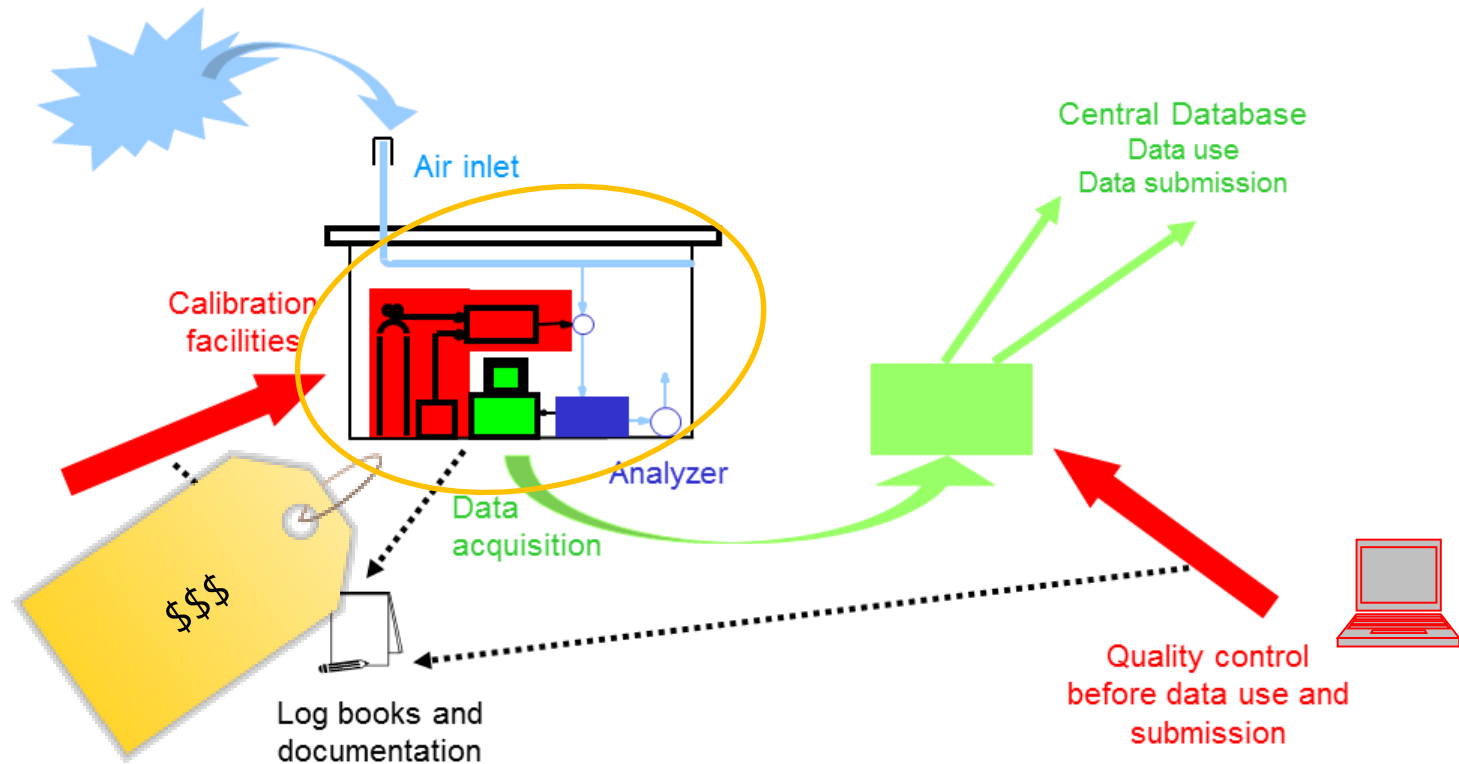 Air inlet
Central Database
Data use
Data submission
Calibration
facilities
Analyzer
Data
acquisition
$$$
Quality control
before data use and
submission
Log books and
documentation